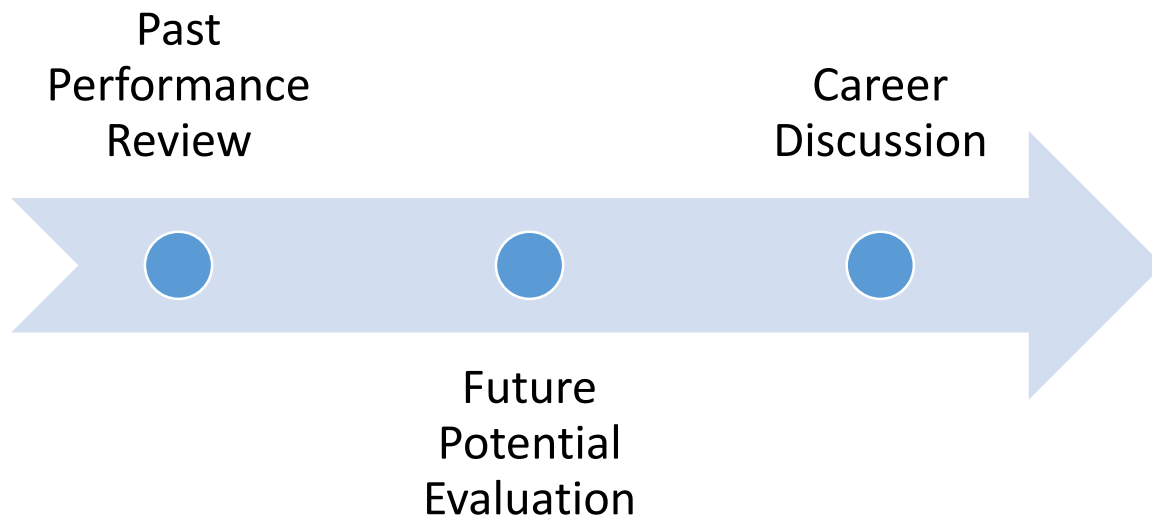 Past
Performance
Review
Future
Potential
Evaluation
Career
Discussion